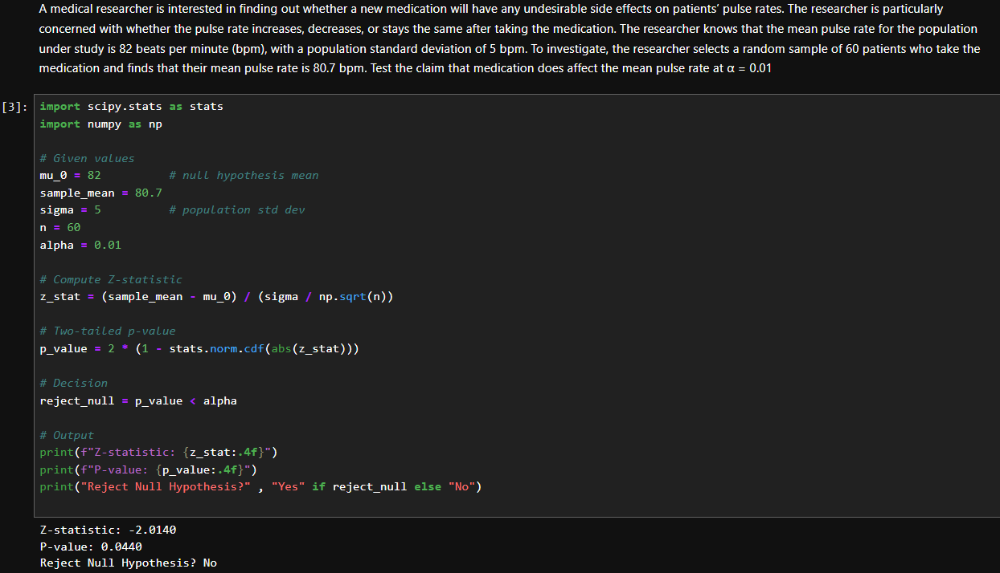 A medical researcher is interested in finding out whether a new medication will have any undesirable side effects on patients’ pulse rates. The researcher is particularly
concerned with whether the pulse rate increases, decreases, or stays the same after taking the medication. The researcher knows that the mean pulse rate for the population
under study is 82 beats per minute (bpm), with a population standard deviation of 5 bpm. To investigate, the researcher selects a random sample of 60 patients who take the
medication and finds that their mean pulse rate is 80.7 bpm. Test the claim that medication does affect the mean pulse rate at α = 0.01
[3]: import scipy.stats as stats
import numpy as np
# Given values
mu_0 = 82 # null hypothesis mean
sample_mean = 80.7
sigma = 5 # population std dev
n = 60
alpha = 0.01
# Compute Z-statistic
z_stat = (sample_mean - mu_0) / (sigma / np.sqrt(n))
# Two-tailed p-value
p_value = 2 * (1 - stats.norm.cdf(abs(z_stat)))
# Decision
reject_null = p_value < alpha
# Output
print(f"Z-statistic: {z_stat:.4f}")
print(f"P-value: {p_value:.4f}")
print("Reject Null Hypothesis?" , "Yes" if reject_null else "No")
Z-statistic: -2.0140
P-value: 0.0440
Reject Null Hypothesis? No